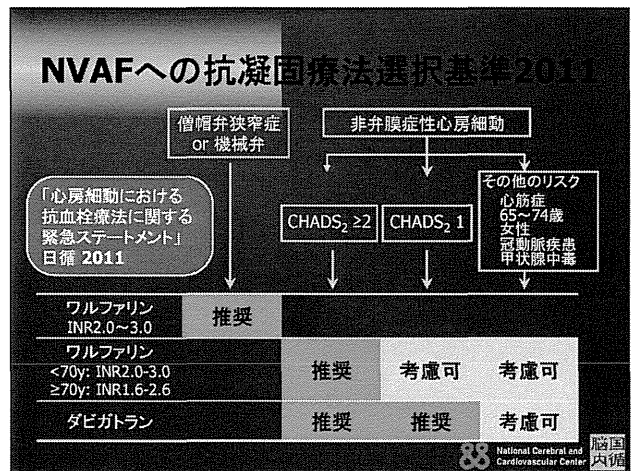 NVAFへの抗凝固療法選択基準2011
僧帽弁狭窄症
or 機械弁
非弁膜症性心房細動
「心房細動における
抗血栓療法に関する
緊急ステートメント」
日循 2011
CHADS₂ ≥2
CHADS₂ 1
その他のリスク
心筋症
65~74歳
女性
冠動脈疾患
甲状腺中毒
ワルファリン
INR2.0~3.0
推奨
ワルファリン
<70y: INR2.0-3.0
≥70y: INR1.6-2.6
推奨 考慮可 考慮可
ダビガトラン 推奨 推奨 考慮可
National Cerebral and
Cardiovascular Center
脳国
内循